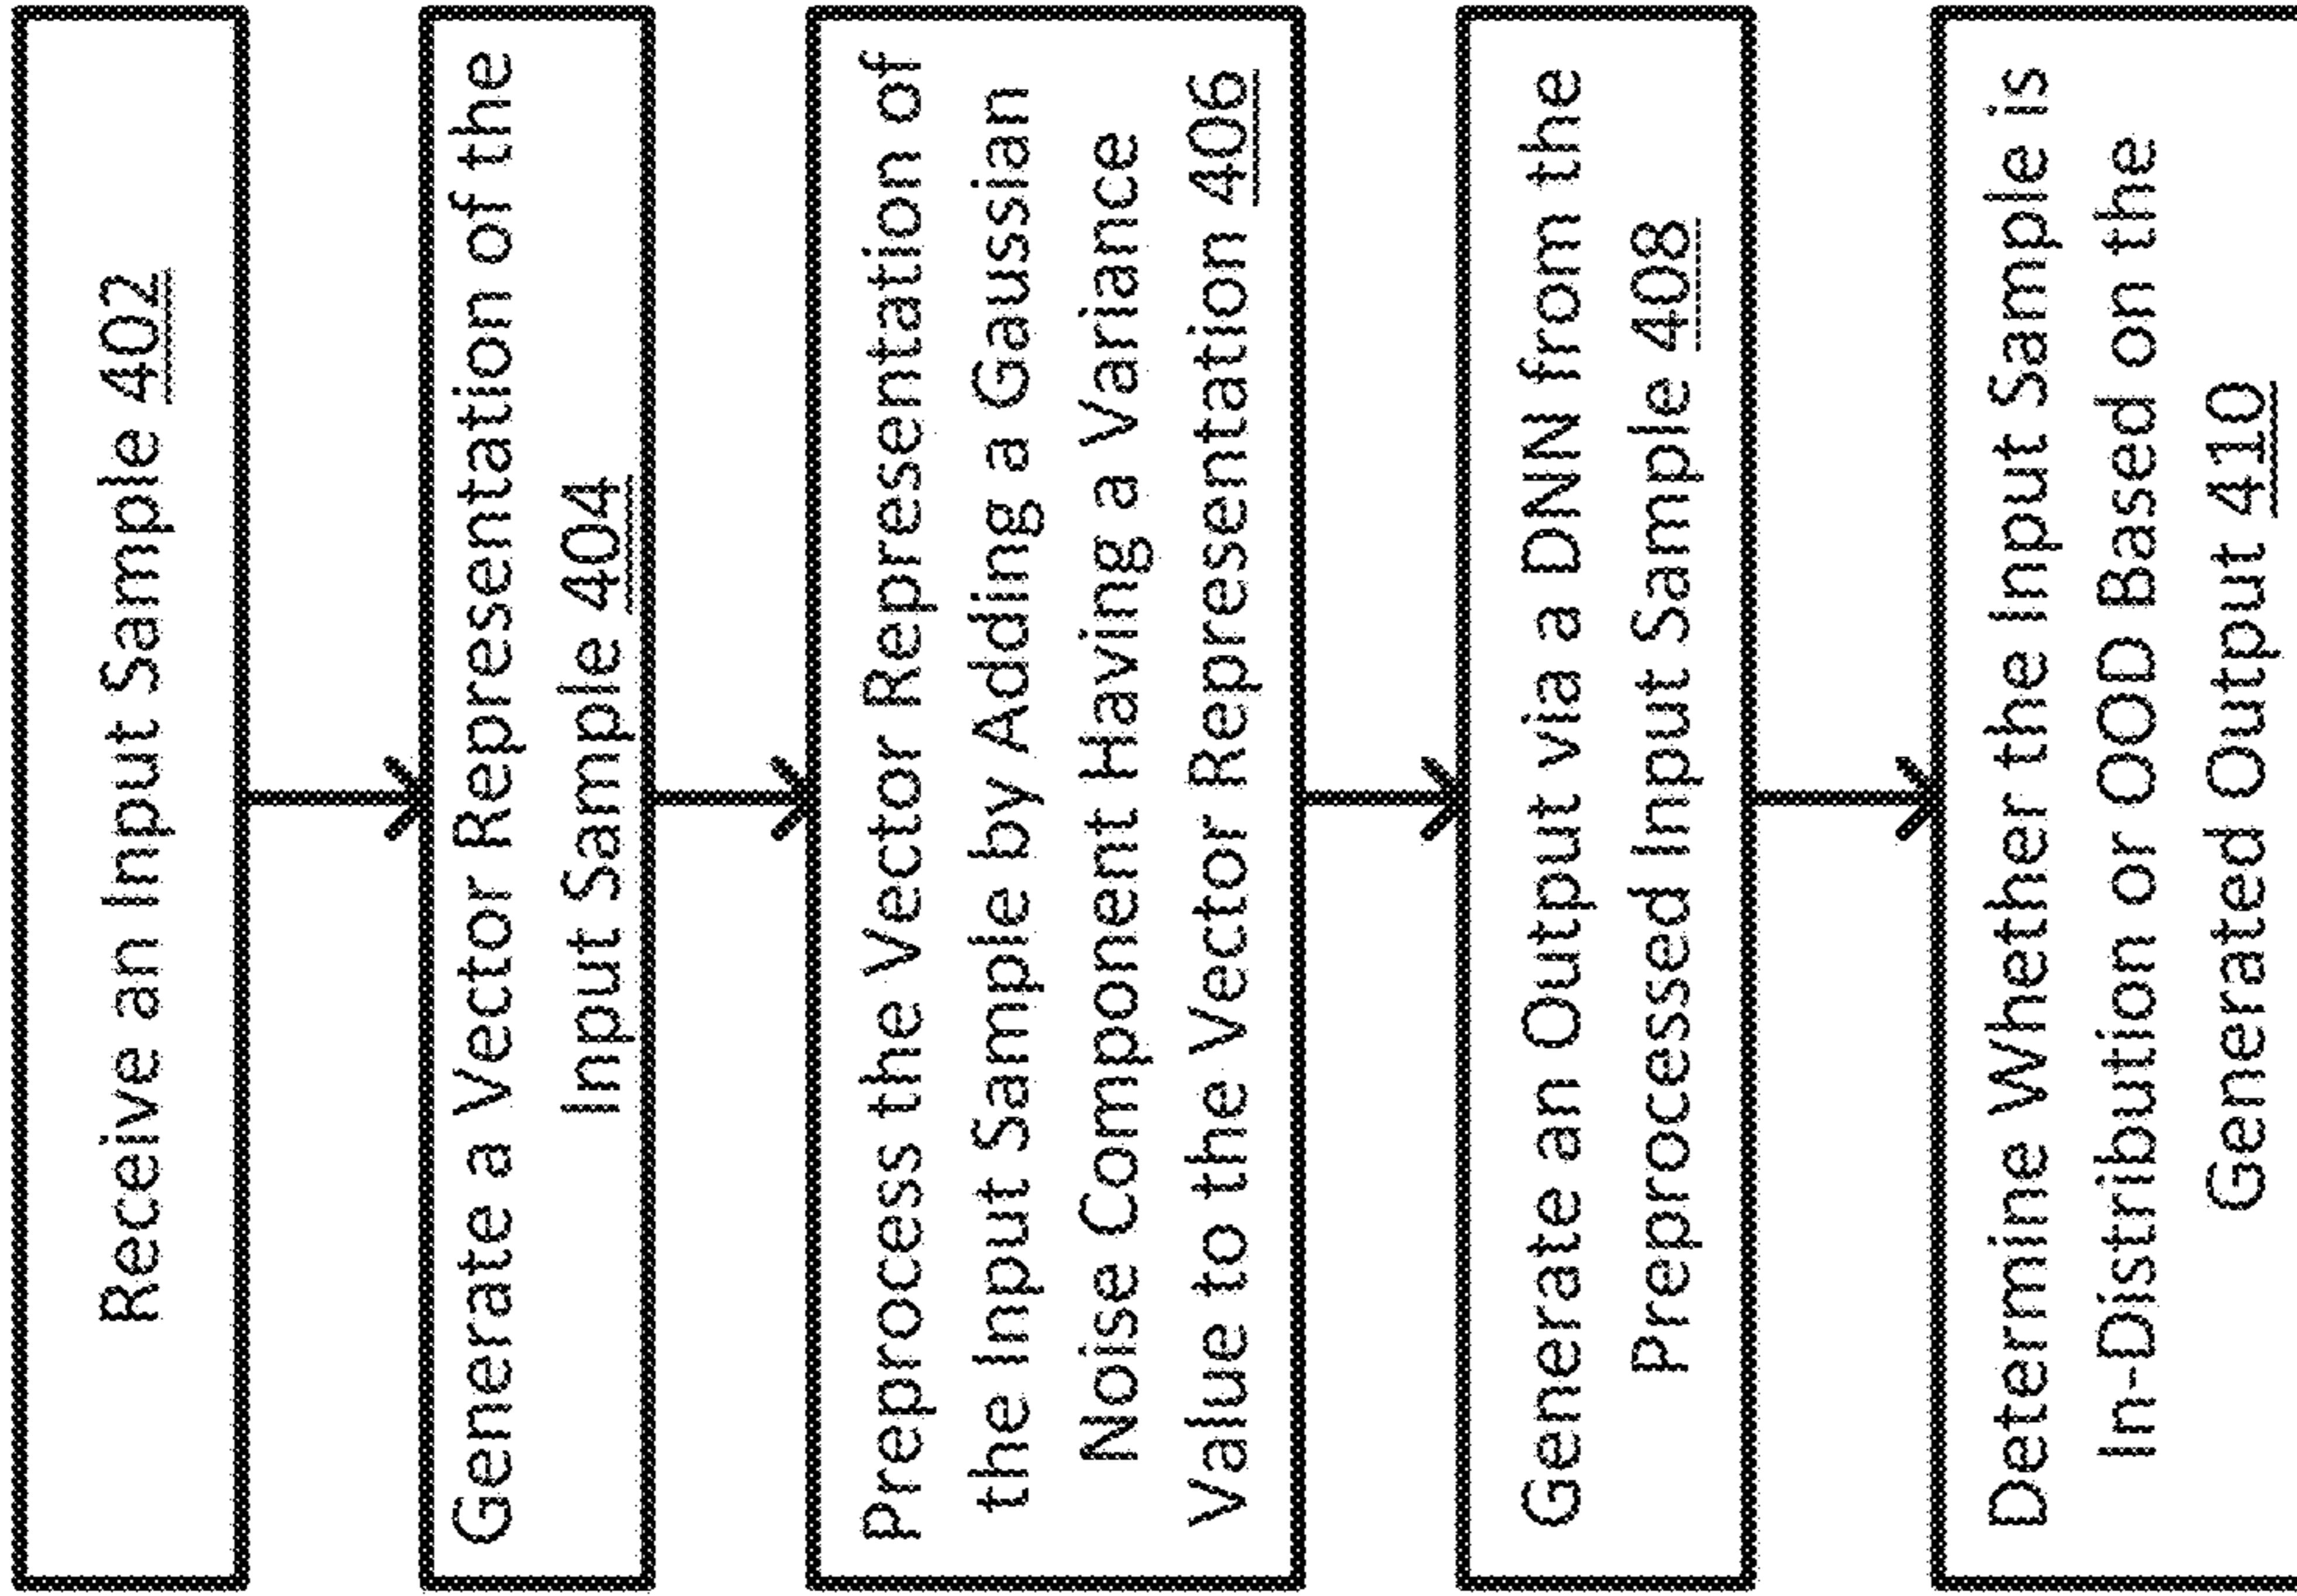 Receive an Input Sample 402
Generate a Vector Representation of the
Input Sample 404
Preprocess the Vector Representation of
the Input Sample by Adding a Gaussian
Noise Component Having a Variance
Value to the Vector Representation 406
Generate an Output via a DNN from the
Preprocessed Input Sample 408
Determine Whether the Input Sample is
In-Distribution or OOD Based on the
Generated Output 410